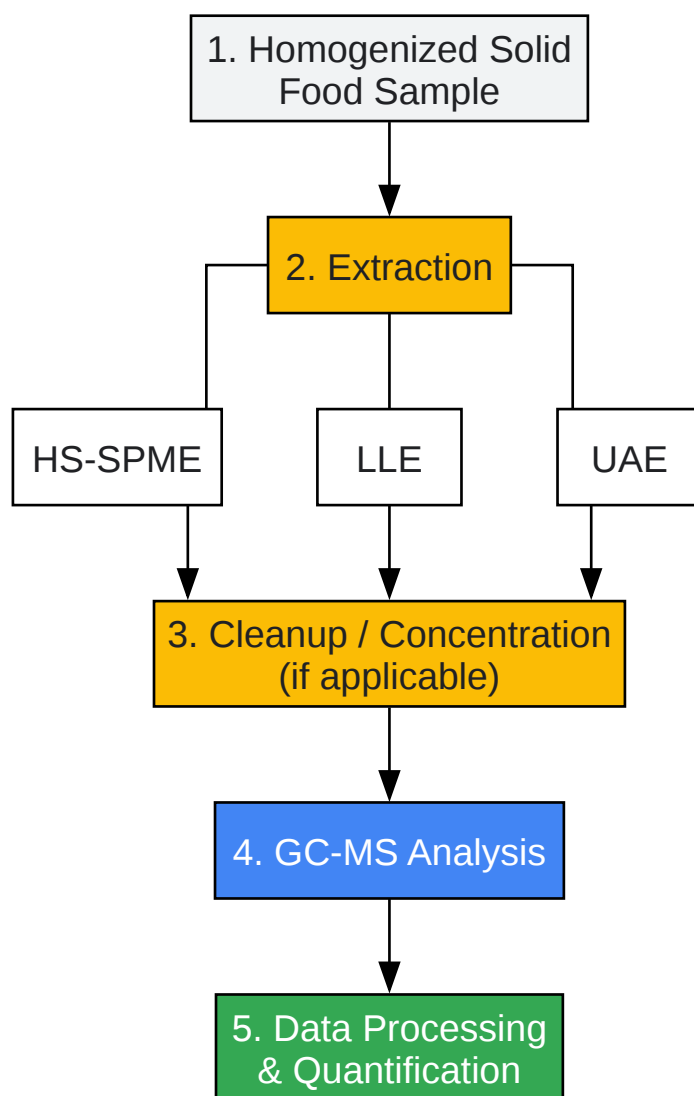 1. Homogenized Solid
Food Sample
2. Extraction
HS-SPME
LLE
UAE
3. Cleanup / Concentration
(if applicable)
4. GC-MS Analysis
5. Data Processing
& Quantification